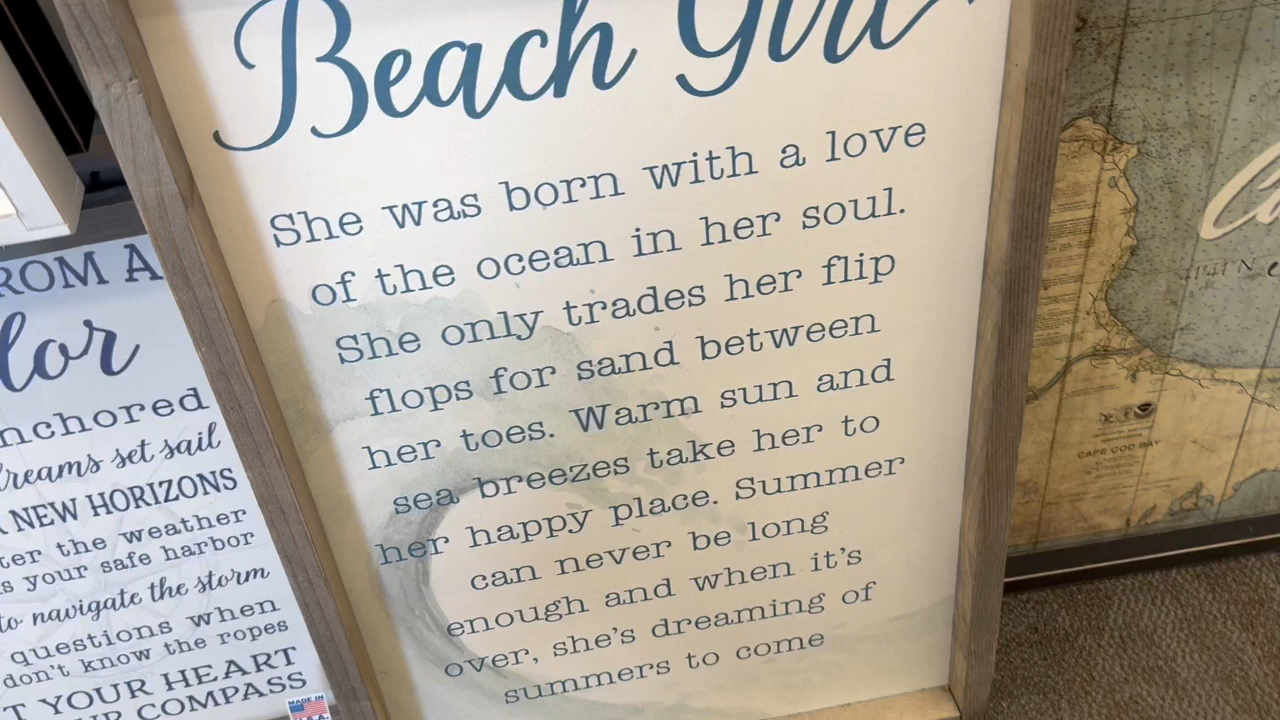 Beach Girl
She was born with a love
of the ocean in her soul.
She only trades her flip
flops for sand between
her toes. Warm sun and
sea breezes take her to
her happy place. Summer
can never be long
enough and when it's
over, she's dreaming of
summers to come
ROM A
lor
nchored
dreams set sail
NEW HORIZONS
ter the weather
s your safe harbor
to navigate the storm
questions when
don't know the ropes
T YOUR HEART
UR COMPASS
MADE IN
U.S.A.
CAPE COD BAY